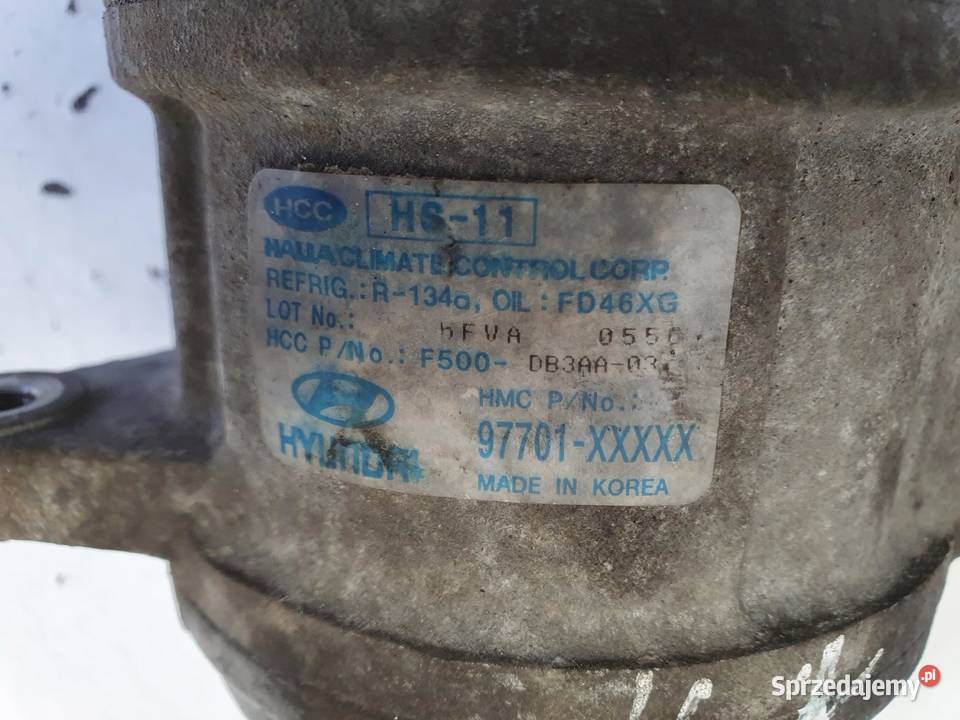 HCC HS-11
HALLA CLIMATE CONTROL CORP.
REFRIG.: R-134a, OIL : FD46XG
LOT No.: 0556
HCC P/No.: F500- DB3AA-03
HMC P/No.:
HYUNDAI 97701-XXXXX
MADE IN KOREA
Sprzedajemy.pl